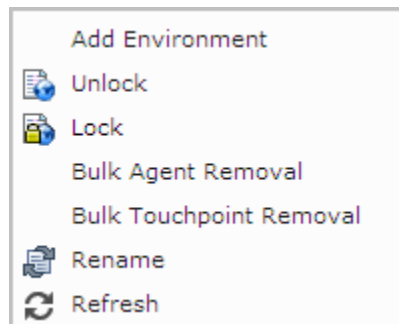 Add Environment
Unlock
Lock
Bulk Agent Removal
Bulk Touchpoint Removal
Rename
Refresh